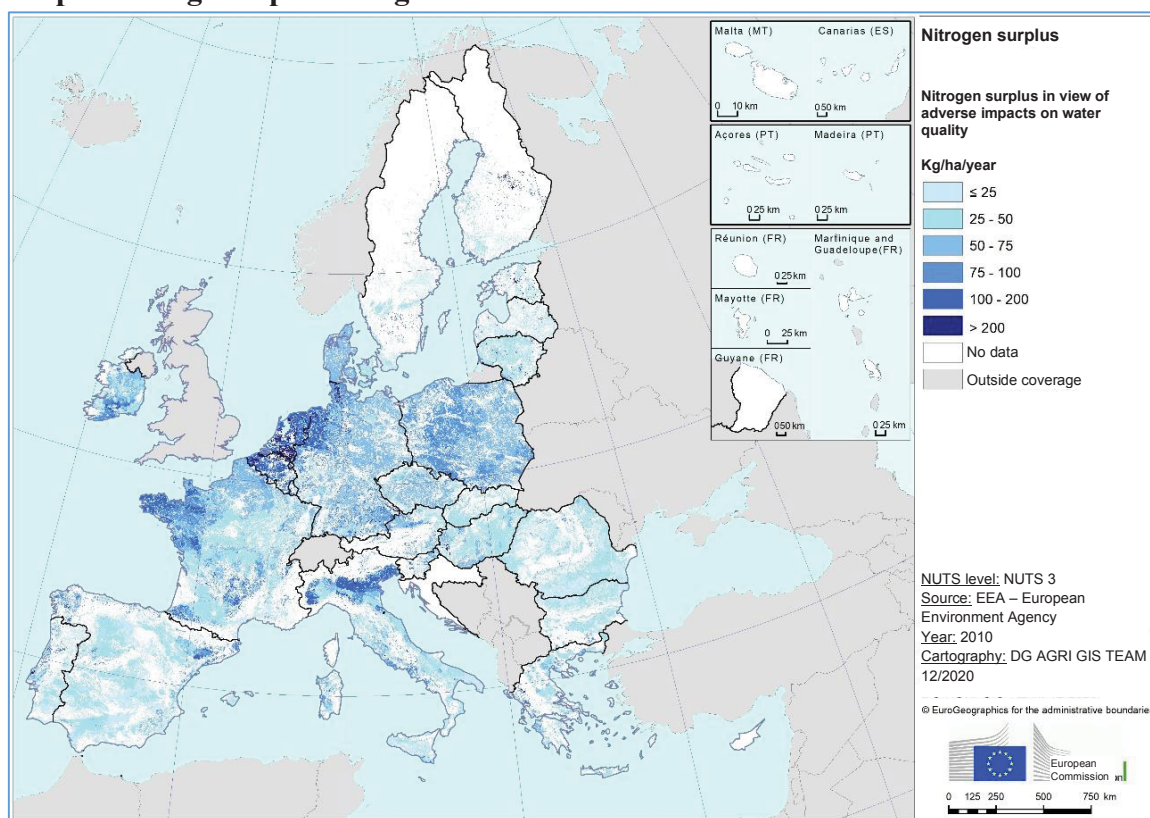 Malta (MT)
Canarias (ES)
0 10 km
0 50 km
Açores (PT)
Madeira (PT)
0 25 km
0 25 km
Réunion (FR)
Martinique and
Guadeloupe(FR)
0 25 km
Mayotte (FR)
0 25 km
Guyane (FR)
0 50 km
0 25 km
Nitrogen surplus
Nitrogen surplus in view of
adverse impacts on water
quality
Kg/ha/year
≤ 25
25 - 50
50 - 75
75 - 100
100 - 200
> 200
No data
Outside coverage
NUTS level: NUTS 3
Source: EEA – European
Environment Agency
Year: 2010
Cartography: DG AGRI GIS TEAM
12/2020
© EuroGeographics for the administrative boundarie
European
Commission
0 125 250 500 750 km